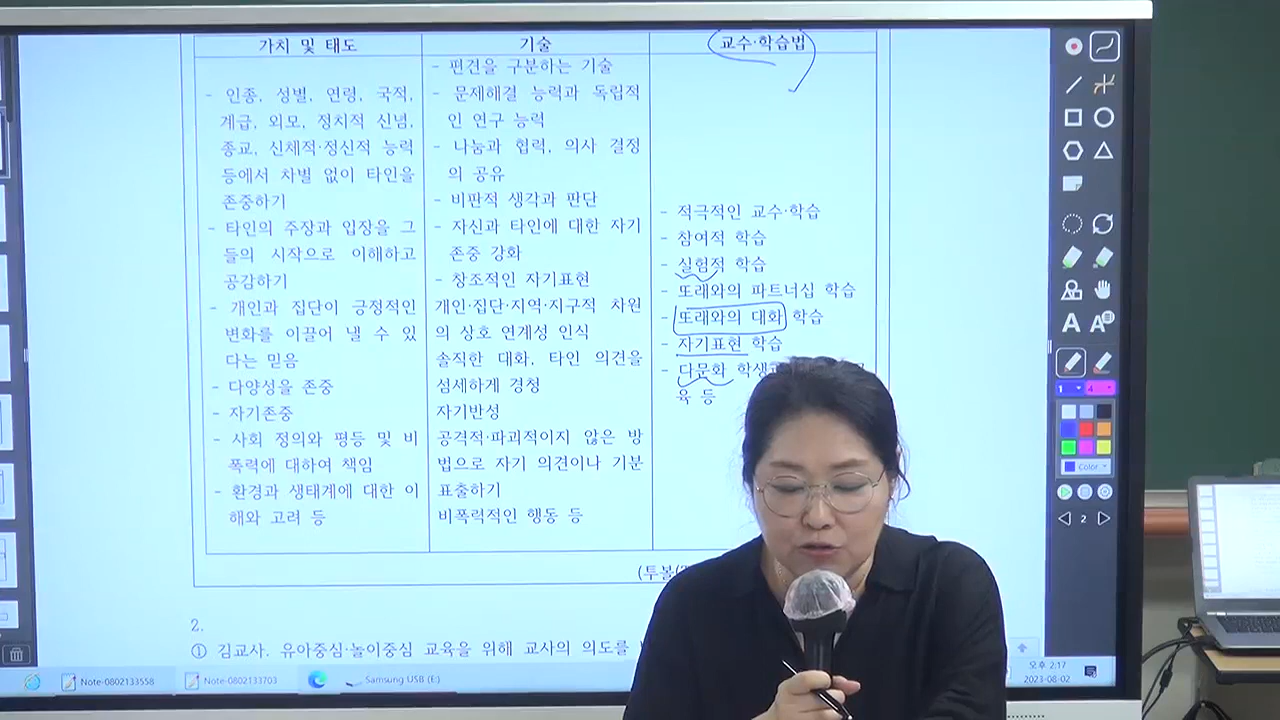 가치 및 태도
- 인종, 성별, 연령, 국적,
계급, 외모, 정치적 신념,
종교, 신체적·정신적 능력
등에서 차별 없이 타인을
존중하기
- 타인의 주장과 입장을 그
들의 시작으로 이해하고
공감하기
- 개인과 집단이 긍정적인
변화를 이끌어 낼 수 있
다는 믿음
- 다양성을 존중
- 자기존중
- 사회 정의와 평등 및 비
폭력에 대하여 책임
- 환경과 생태계에 대한 이
해와 고려 등
기술
- 편견을 구분하는 기술
- 문제해결 능력과 독립적
인 연구 능력
- 나눔과 협력, 의사 결정
의 공유
- 비판적 생각과 판단
- 자신과 타인에 대한 자기
존중 강화
- 창조적인 자기표현
개인·집단·지역·지구적 차원
의 상호 연계성 인식
솔직한 대화, 타인 의견을
섬세하게 경청
자기반성
공격적·파괴적이지 않은 방
법으로 자기 의견이나 기분
표출하기
비폭력적인 행동 등
교수·학습법
- 적극적인 교수·학습
- 참여적 학습
- 실험적 학습
- 또래와의 파트너십 학습
- 또래와의 대화 학습
- 자기표현 학습
- 다문화
육 등
(투볼
2.
① 김교사. 유아중심·놀이중심 교육을 위해 교사의 의도를
Note-0802133558
Note-0802133703
Samsung USB (E:)
오후 2:17
2023-08-02
A
A
1
4
Color
2